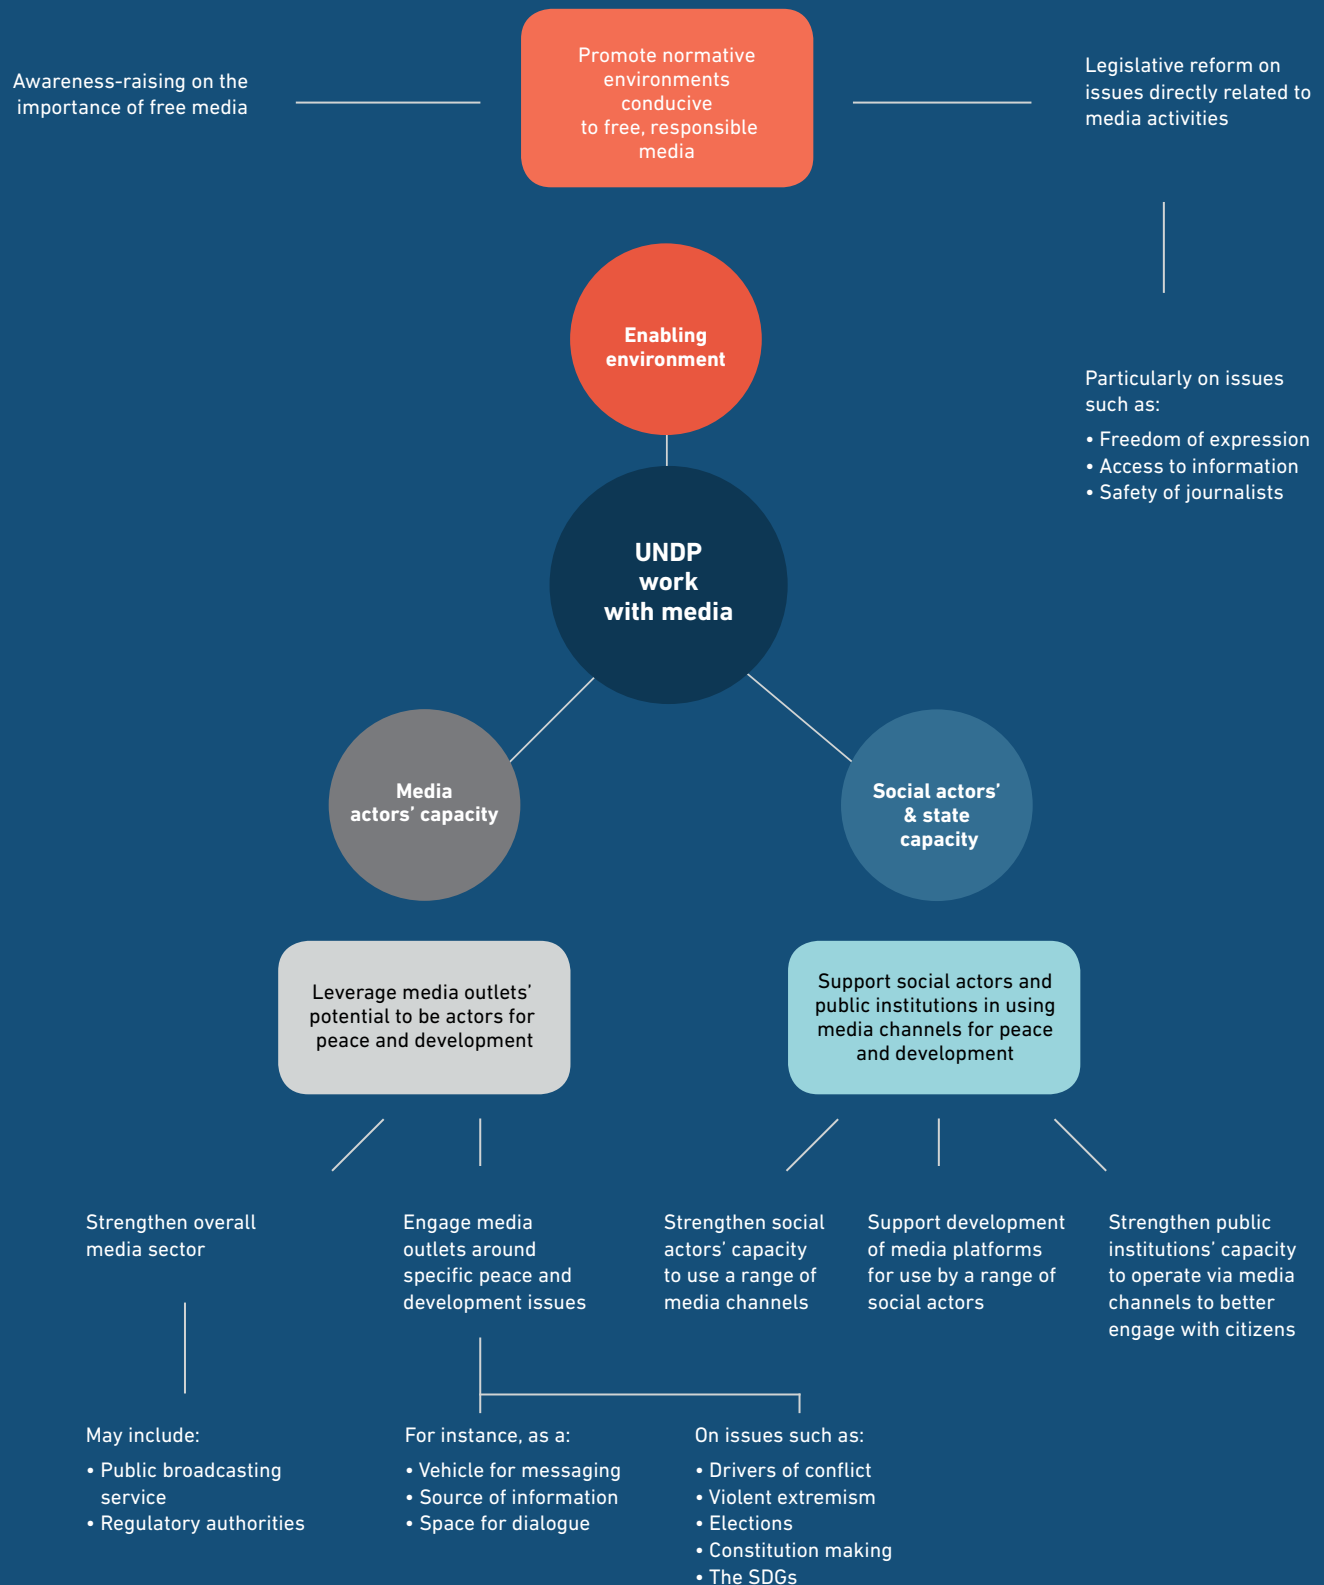 Awareness-raising on the
importance of free media
Promote normative
environments
conducive
to free, responsible
media
Legislative reform on
issues directly related to
media activities
Particularly on issues
such as:
• Freedom of expression
• Access to information
• Safety of journalists
Enabling
environment
UNDP
work
with media
Media
actors’ capacity
Social actors’
& state
capacity
Leverage media outlets’
potential to be actors for
peace and development
Support social actors and
public institutions in using
media channels for peace
and development
Strengthen overall
media sector
Engage media
outlets around
specific peace and
development issues
Strengthen social
actors’ capacity
to use a range of
media channels
Support development
of media platforms
for use by a range of
social actors
Strengthen public
institutions’ capacity
to operate via media
channels to better
engage with citizens
May include:
• Public broadcasting
service
• Regulatory authorities
For instance, as a:
• Vehicle for messaging
• Source of information
• Space for dialogue
On issues such as:
• Drivers of conflict
• Violent extremism
• Elections
• Constitution making
• The SDGs